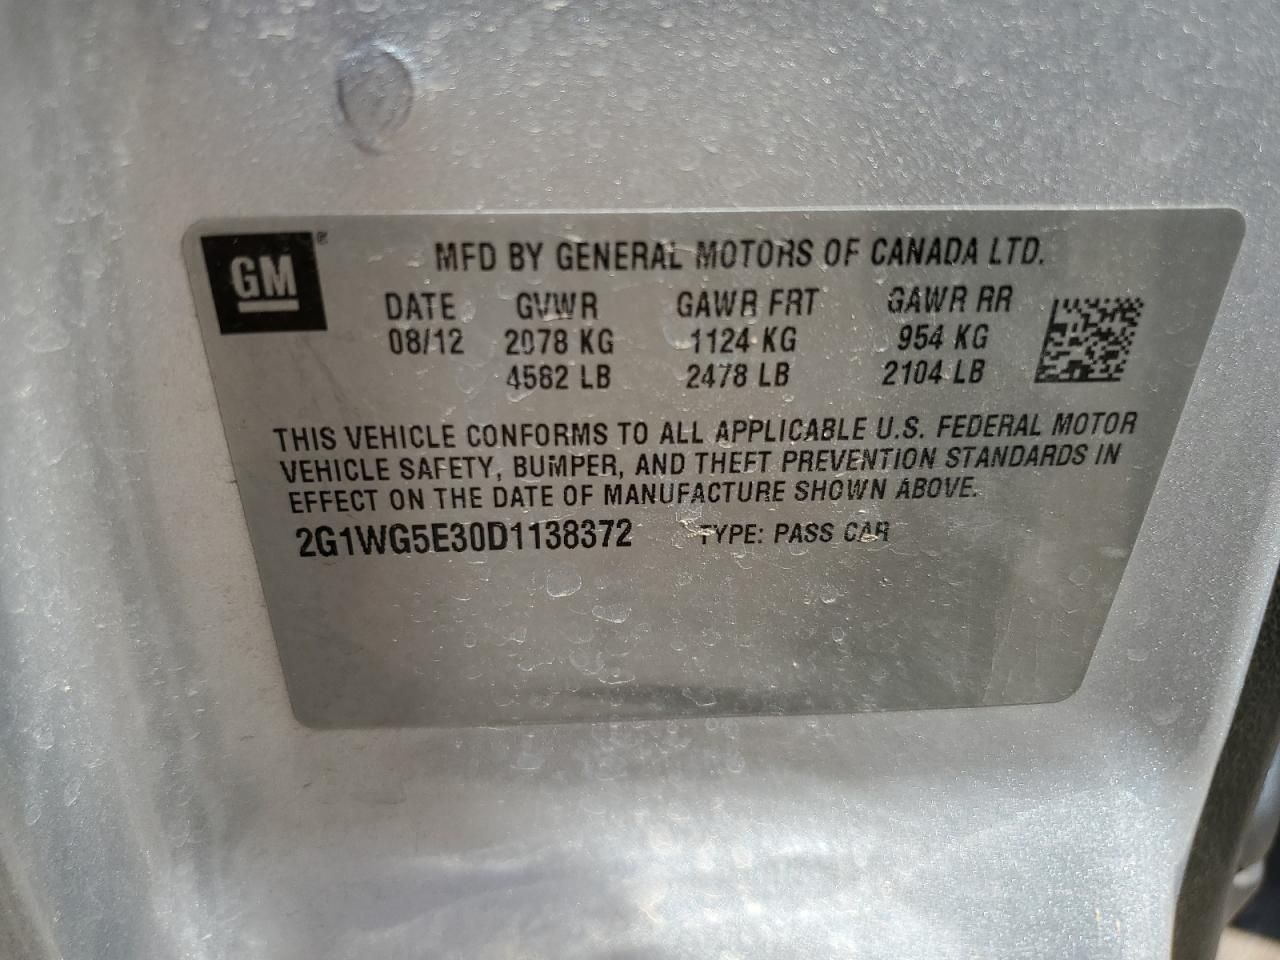 GM®
MFD BY GENERAL MOTORS OF CANADA LTD.
DATE GVWR GAWR FRT GAWR RR
08/12 2078 KG 1124 KG 954 KG
4582 LB 2478 LB 2104 LB
THIS VEHICLE CONFORMS TO ALL APPLICABLE U.S. FEDERAL MOTOR
VEHICLE SAFETY, BUMPER, AND THEFT PREVENTION STANDARDS IN
EFFECT ON THE DATE OF MANUFACTURE SHOWN ABOVE.
2G1WG5E30D1138372 TYPE: PASS CAR